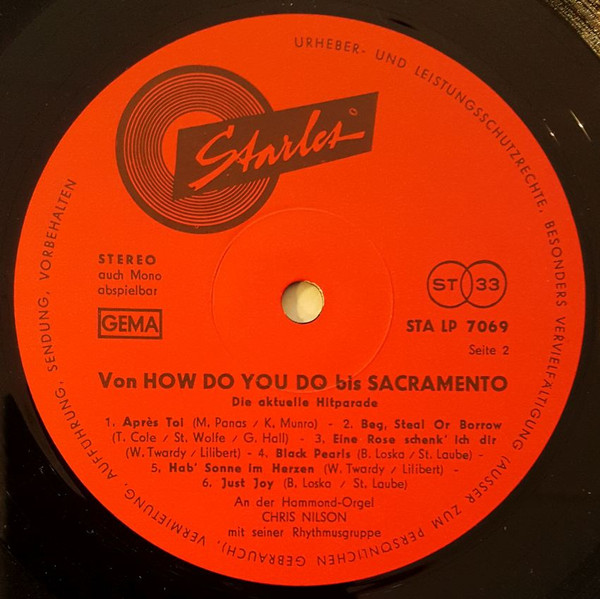 URHEBER- UND LEISTUNGSSCHUTZRECHTE, BESONDERS VERVIELFÄLTIGUNG (AUSSER ZUM PERSÖNLICHEN GEBRAUCH), VERMIETUNG, AUFFÜHRUNG, SENDUNG, VORBEHALTEN
Starlet
STEREO
auch Mono
abspielbar
GEMA
ST 33
STA LP 7069
Seite 2
Von HOW DO YOU DO bis SACRAMENTO
Die aktuelle Hitparade
1. Après Toi (M. Panas / K. Munro) - 2. Beg, Steal Or Borrow
(T. Cole / St. Wolfe / G. Hall) - 3. Eine Rose schenk' ich dir
(W. Twardy / Lilibert) - 4. Black Pearls (B. Loska / St. Laube) -
5. Hab' Sonne im Herzen (W. Twardy / Lilibert) -
6. Just Joy (B. Loska / St. Laube)
An der Hammond-Orgel
CHRIS NILSON
mit seiner Rhythmusgruppe